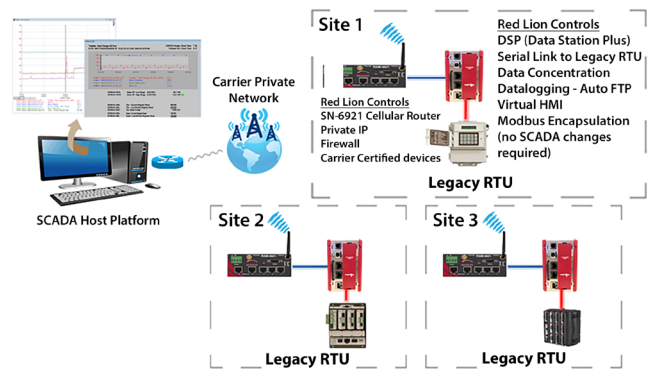 Site 1
Red Lion Controls
SN-6921 Cellular Router
Private IP
Firewall
Carrier Certified devices
Red Lion Controls
DSP (Data Station Plus)
Serial Link to Legacy RTU
Data Concentration
Datalogging - Auto FTP
Virtual HMI
Modbus Encapsulation
(no SCADA changes
required)
Legacy RTU
Carrier Private
Network
SCADA Host Platform
Site 2
Legacy RTU
Site 3
Legacy RTU